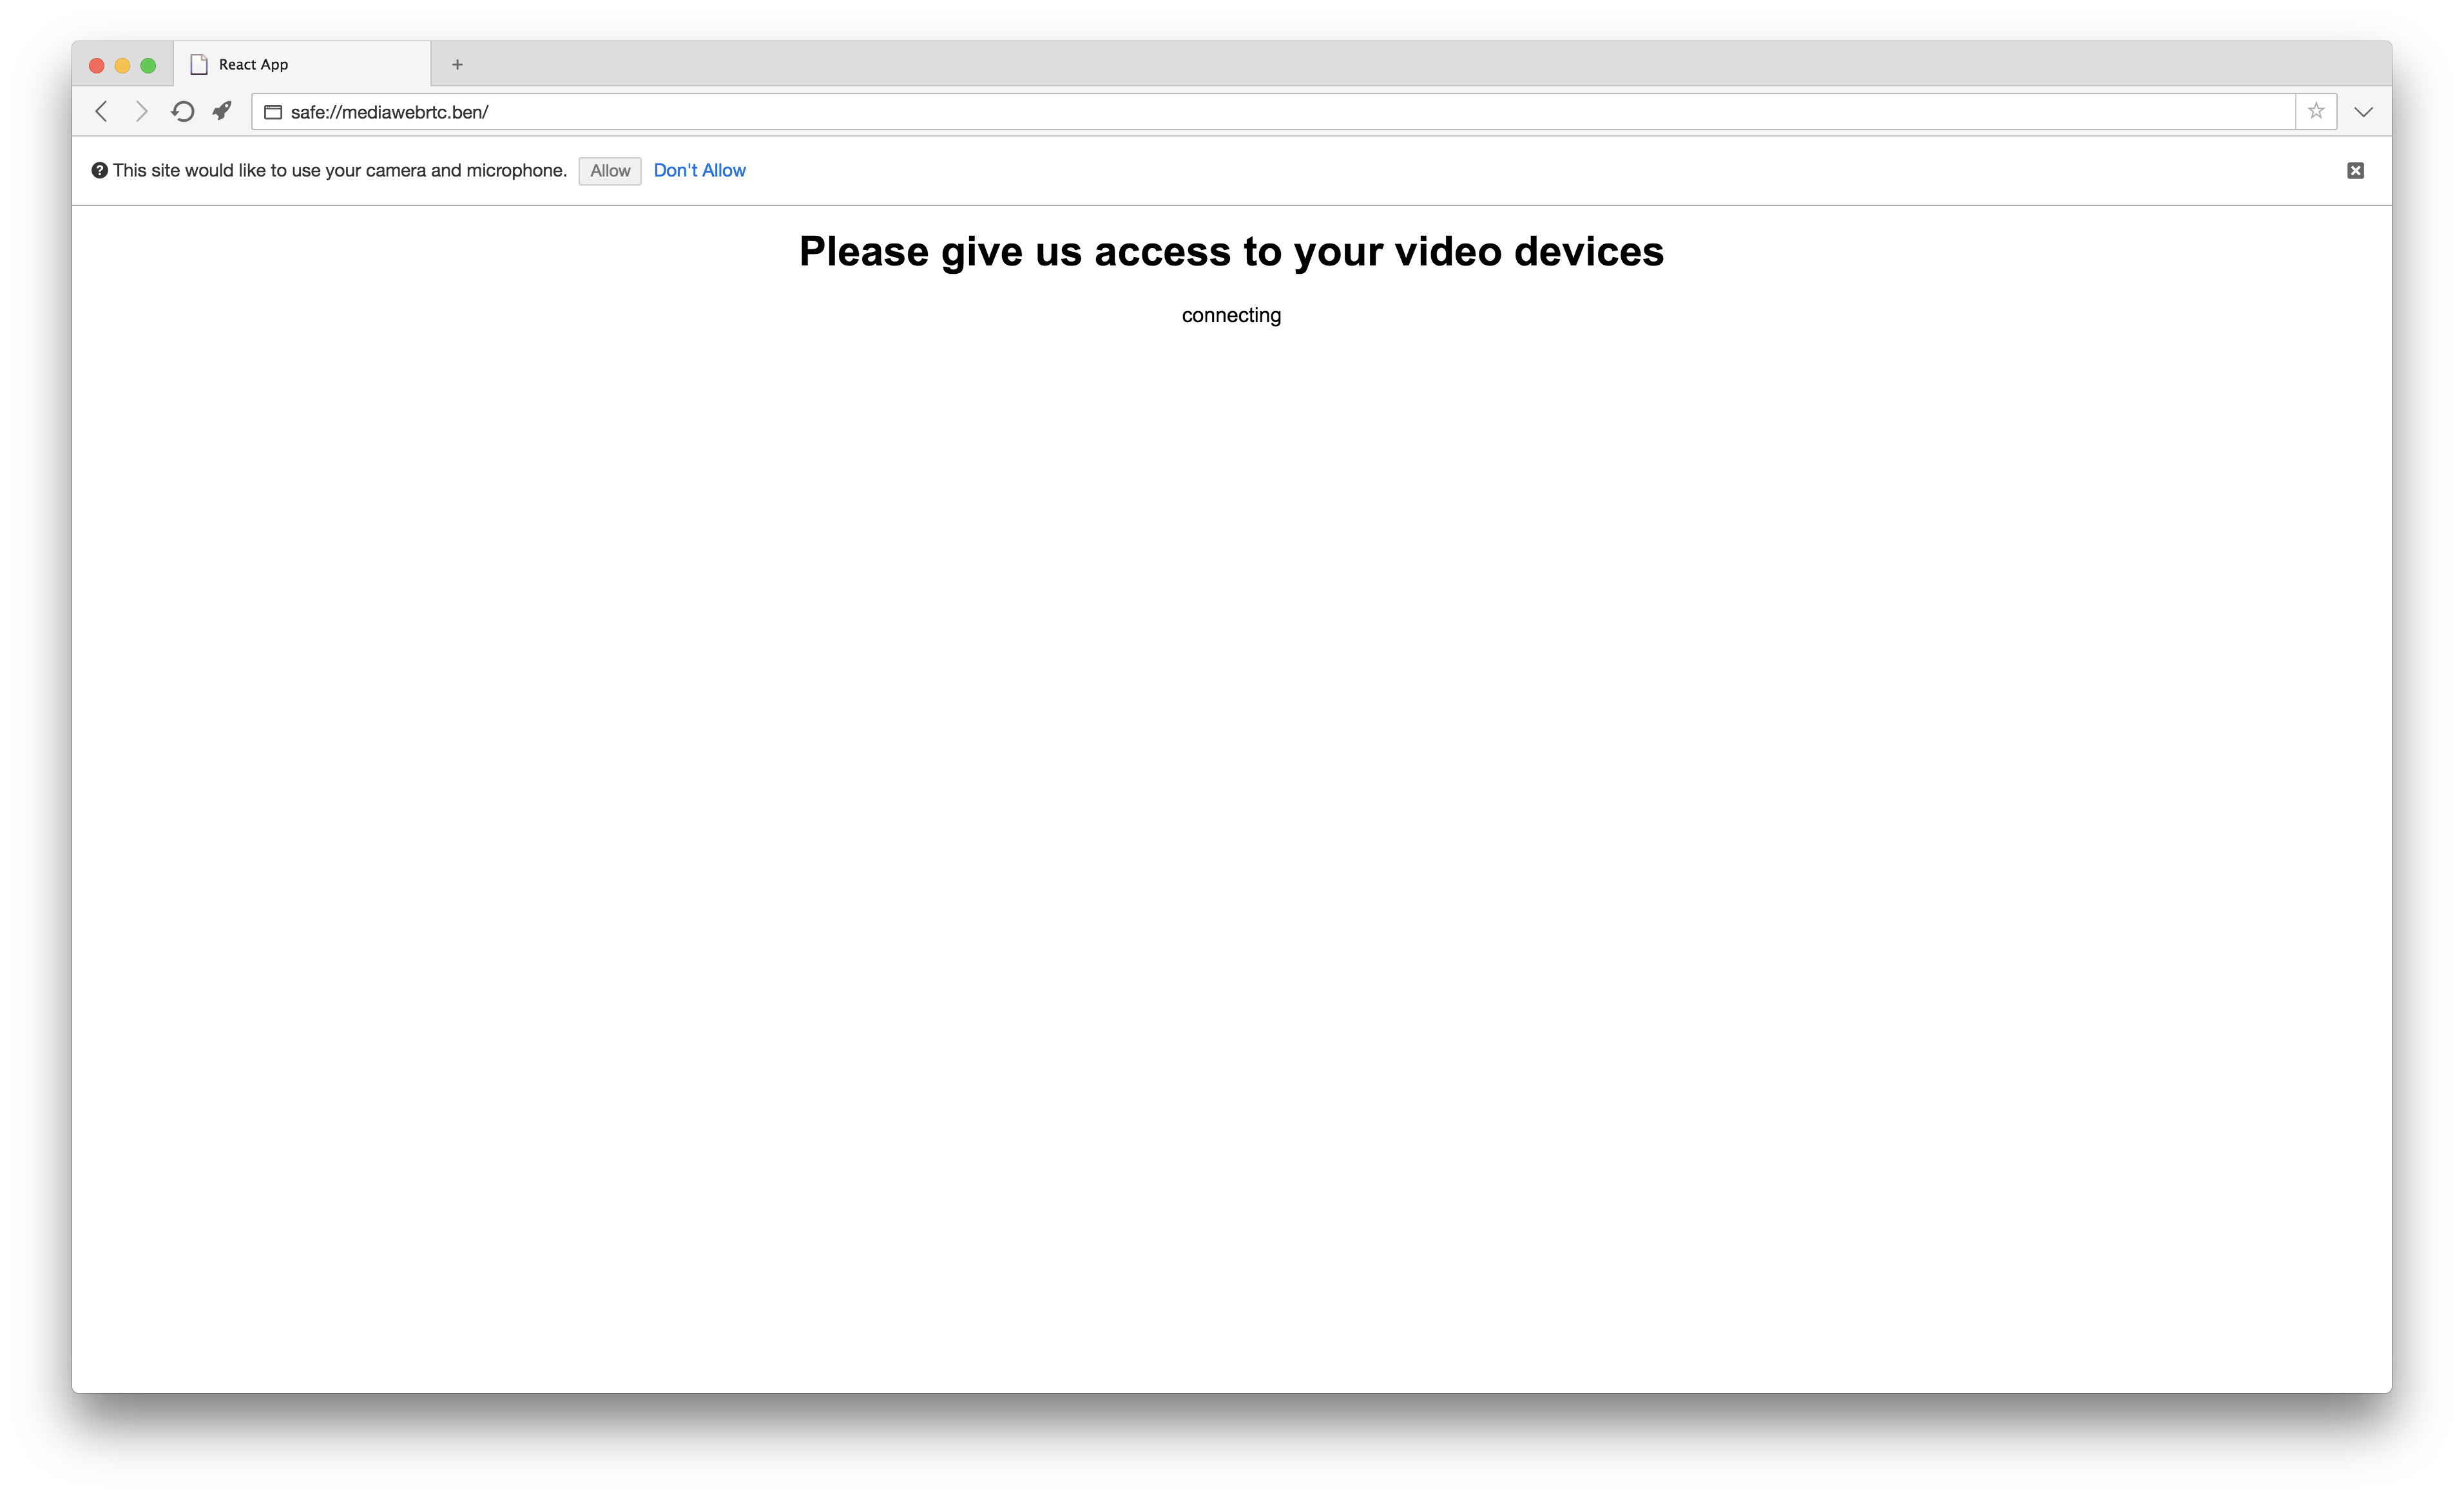 React App
safe://mediawebrtc.ben/
This site would like to use your camera and microphone. Allow Don't Allow
Please give us access to your video devices
connecting